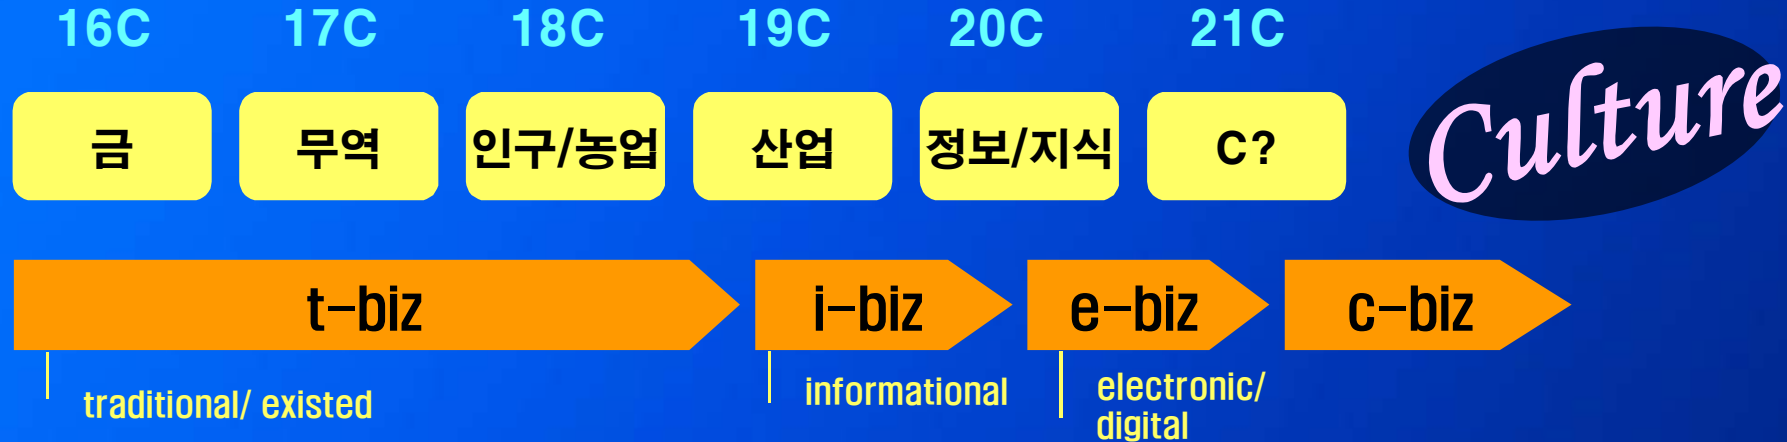 16C 17C 18C 19C 20C 21C
금 무역 인구/농업 산업 정보/지식 C?
Culture
t-biz i-biz e-biz c-biz
traditional/ existed
informational
electronic/
digital